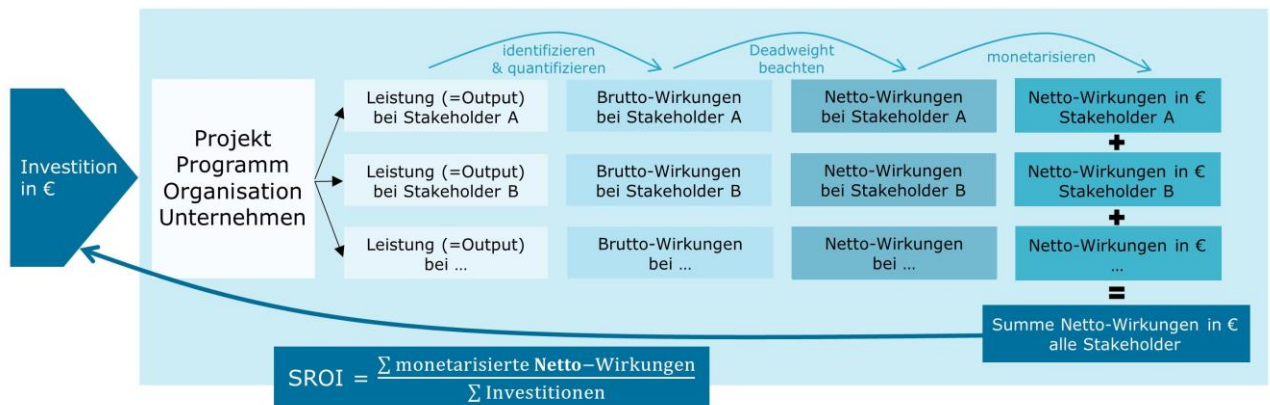 identifizieren
& quantifizieren
Deadweight
beachten
monetarisieren
Investition
in €
Projekt
Programm
Organisation
Unternehmen
Leistung (=Output)
bei Stakeholder A
Brutto-Wirkungen
bei Stakeholder A
Netto-Wirkungen
bei Stakeholder A
Netto-Wirkungen in €
Stakeholder A
+
Leistung (=Output)
bei Stakeholder B
Brutto-Wirkungen
bei Stakeholder B
Netto-Wirkungen
bei Stakeholder B
Netto-Wirkungen in €
Stakeholder B
+
Leistung (=Output)
bei ...
Brutto-Wirkungen
bei ...
Netto-Wirkungen
bei ...
Netto-Wirkungen in €
...
=
Summe Netto-Wirkungen in €
alle Stakeholder
SROI = ∑ monetarisierte Netto−Wirkungen
∑ Investitionen